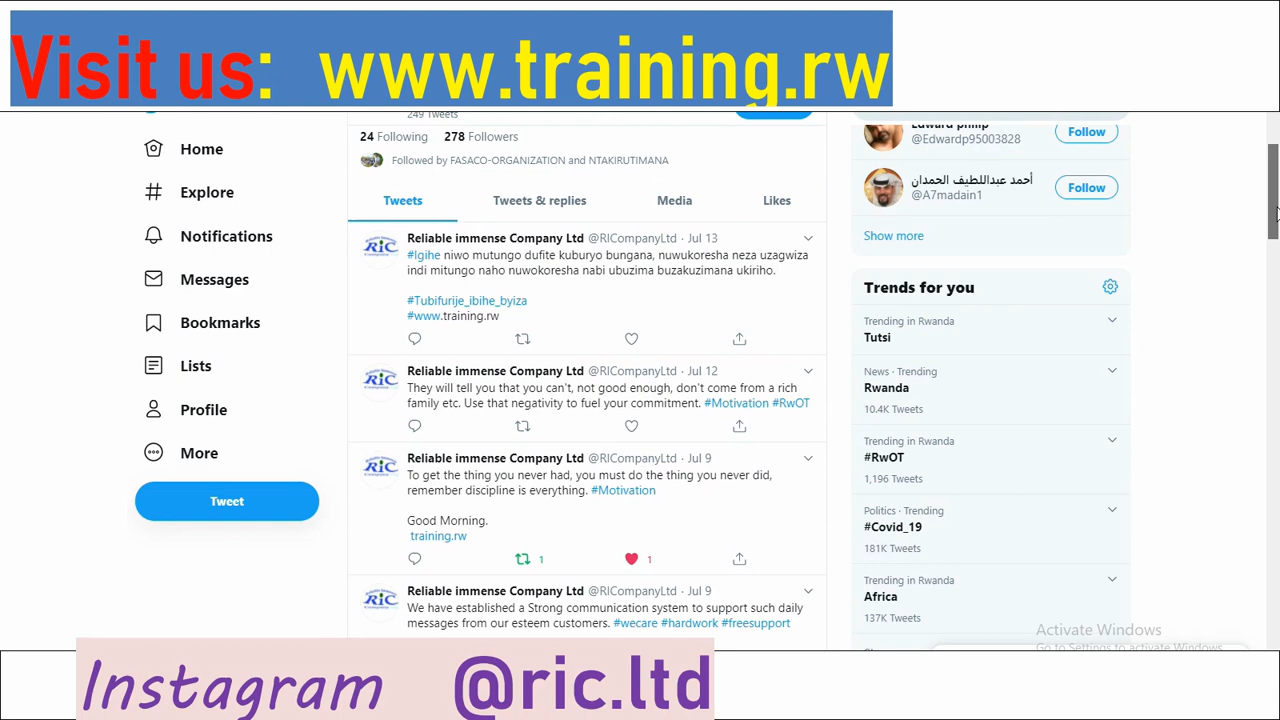 Visit us: www.training.rw
249 Tweets
24 Following 278 Followers
Followed by FASACO-ORGANIZATION and NTAKIRUTIMANA
Home
Explore
Notifications
Messages
Bookmarks
Lists
Profile
More
Tweet
Tweets Tweets & replies Media Likes
Reliable immense Company Ltd @RICompanyLtd · Jul 13
#Igihe niwo mutungo dufite kuburyo bungana, nuwukoresha neza uzagwiza
indi mitungo naho nuwokoresha nabi ubuzima buzakuzimana ukiriho.
#Tubifurije_ibihe_byiza
#www.training.rw
Reliable immense Company Ltd @RICompanyLtd · Jul 12
They will tell you that you can't, not good enough, don't come from a rich
family etc. Use that negativity to fuel your commitment. #Motivation #RwOT
Reliable immense Company Ltd @RICompanyLtd · Jul 9
To get the thing you never had, you must do the thing you never did,
remember discipline is everything. #Motivation
Good Morning.
training.rw
1 1
Reliable immense Company Ltd @RICompanyLtd · Jul 9
We have established a Strong communication system to support such daily
messages from our esteem customers. #wecare #hardwork #freesupport
Edward philip
@Edwardp95003828
Follow
أحمد عبداللطيف الحمدان
@A7madain1
Follow
Show more
Trends for you
Trending in Rwanda
Tutsi
News · Trending
Rwanda
10.4K Tweets
Trending in Rwanda
#RwOT
1,196 Tweets
Politics · Trending
#Covid_19
181K Tweets
Trending in Rwanda
Africa
137K Tweets
Activate Windows
Go to Settings to activate Windows.
Instagram @ric.ltd